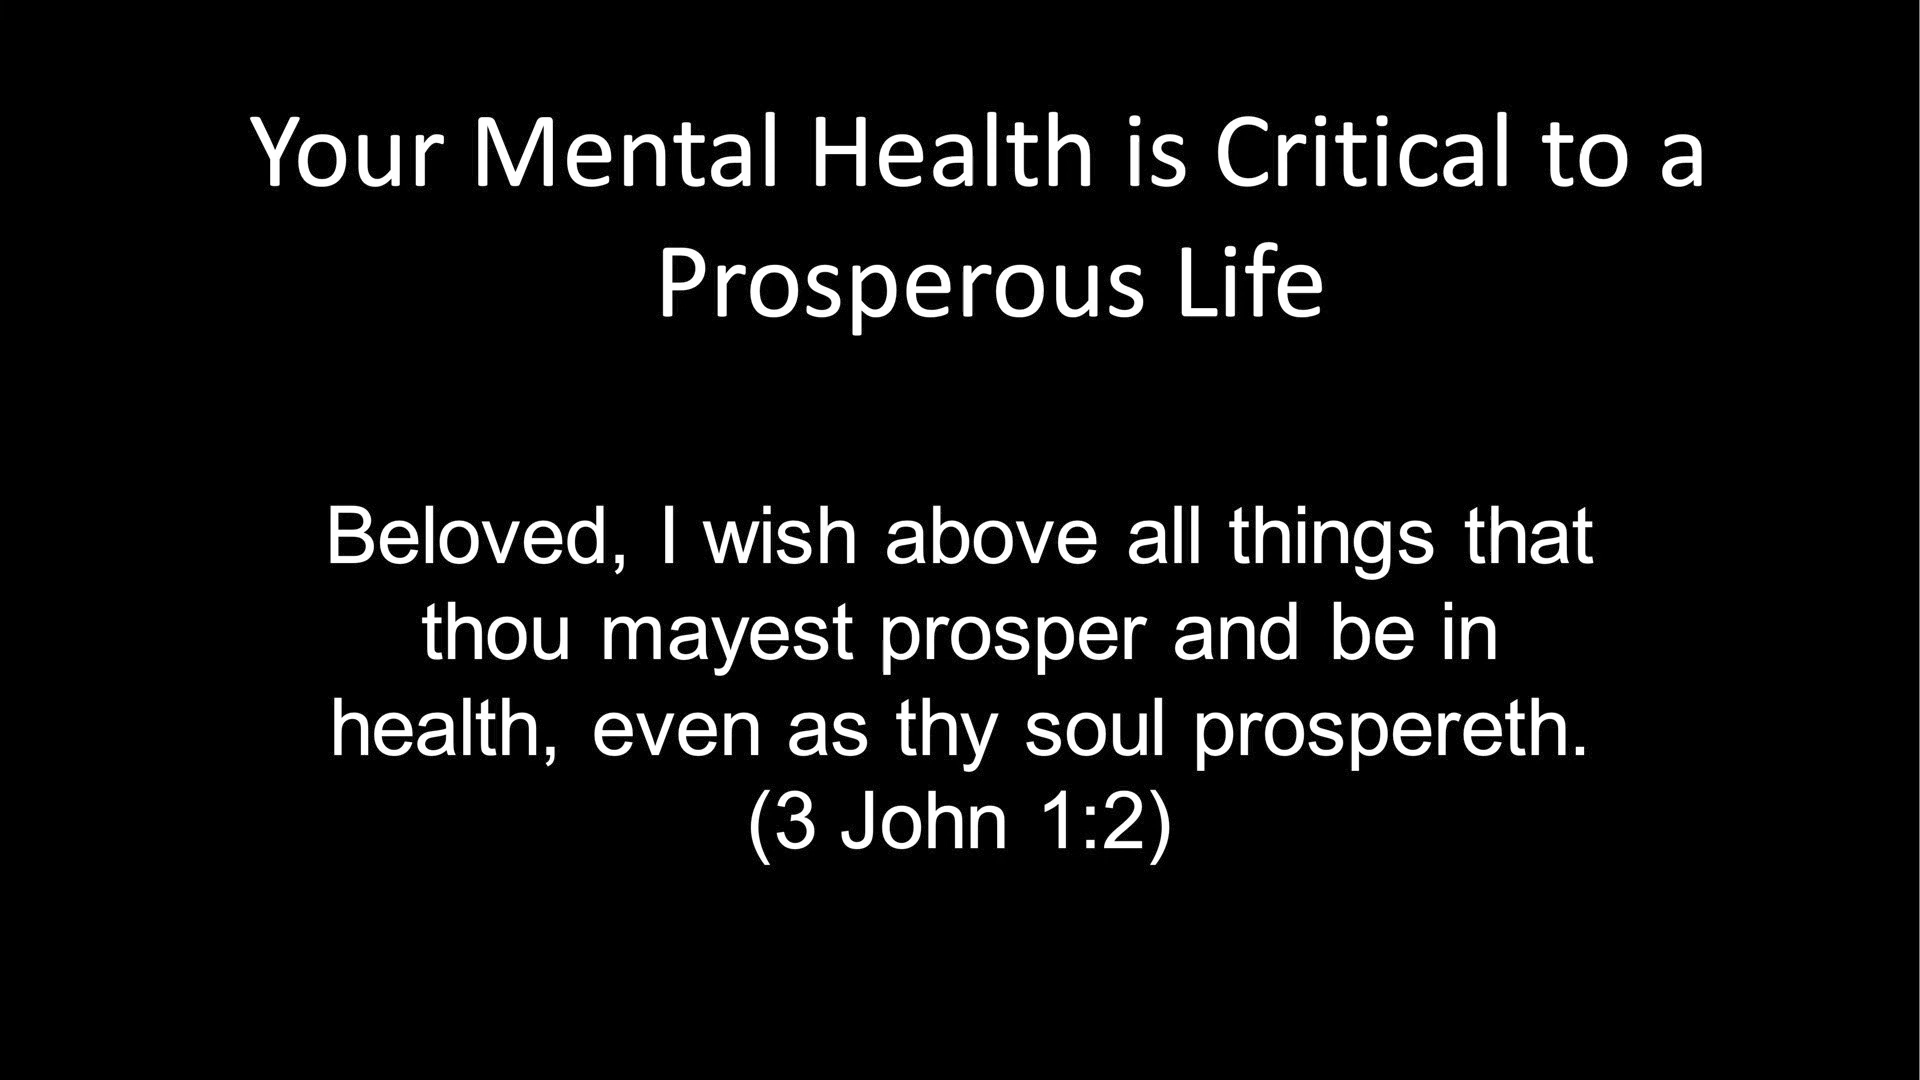 Your Mental Health is Critical to a
Prosperous Life
Beloved, I wish above all things that
thou mayest prosper and be in
health, even as thy soul prospereth.
(3 John 1:2)